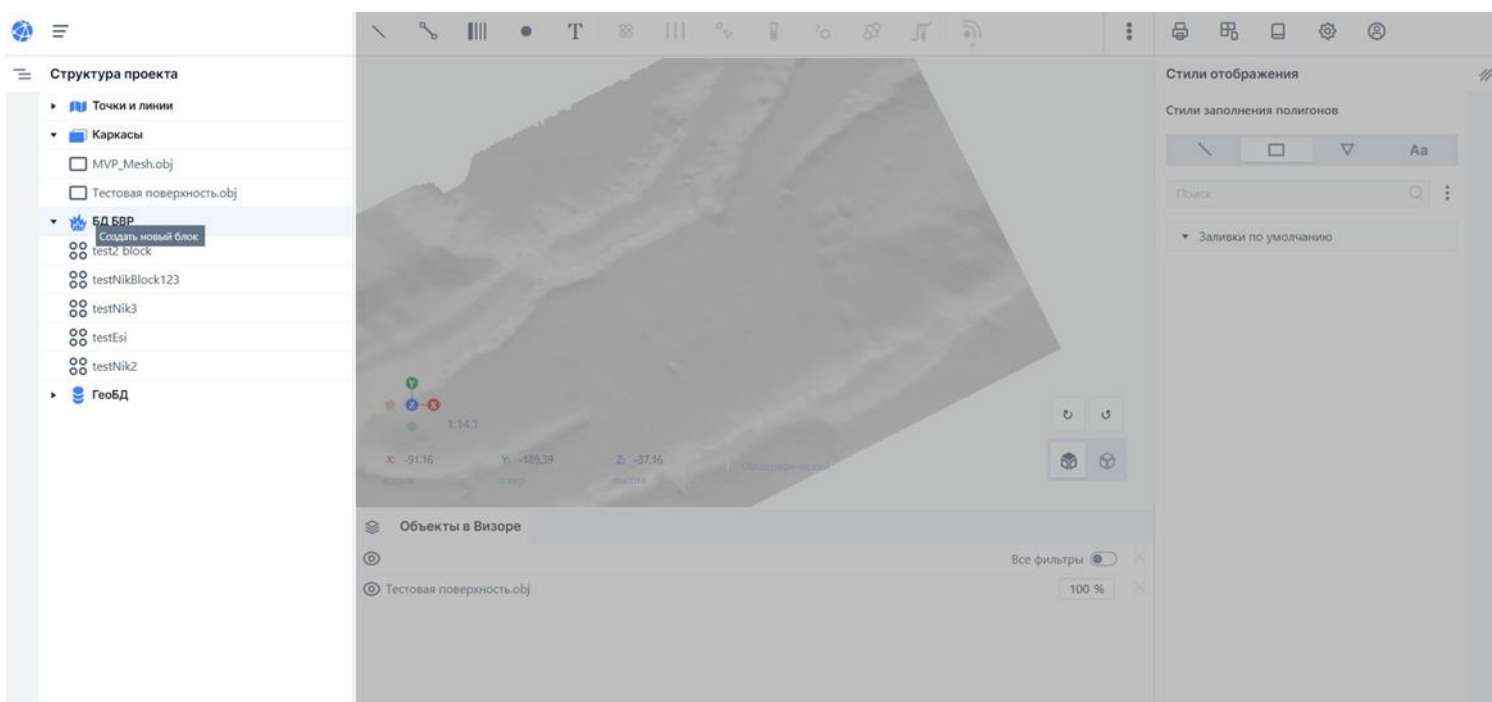 T
Структура проекта
Точки и линии
Каркасы
MVP_Mesh.obj
Тестовая поверхность.obj
БД БВР
Создать новый блок
test2 block
testNikBlock123
testNik3
testEsi
testNik2
ГеоБД
Y
Z X
1:14.1
X: -91.16 Y: -189.39 Z: -37.16
высота
Объекты в Визоре
Все фильтры
Тестовая поверхность.obj 100 %
Стили отображения
Стили заполнения полигонов
Aa
Поиск
Заливки по умолчанию